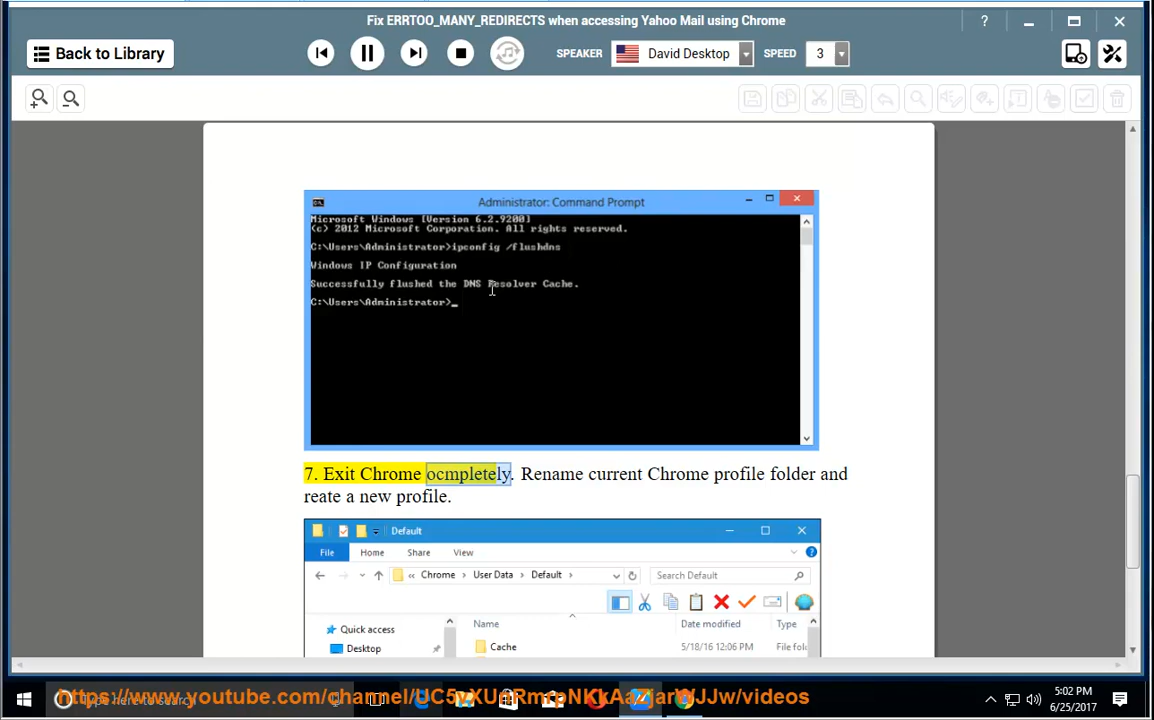 Fix ERRTOO_MANY_REDIRECTS when accessing Yahoo Mail using Chrome
?
Back to Library
SPEAKER
David Desktop
SPEED
3
Administrator: Command Prompt
Microsoft Windows [Version 6.2.9200]
(c) 2012 Microsoft Corporation. All rights reserved.
C:\Users\Administrator>ipconfig /flushdns
Windows IP Configuration
Successfully flushed the DNS Resolver Cache.
C:\Users\Administrator>_
7. Exit Chrome ocmpletely. Rename current Chrome profile folder and
reate a new profile.
Default
File Home Share View
« Chrome > User Data > Default >
Search Default
Name Date modified Type
Quick access
Desktop
Cache 5/18/16 12:06 PM File fol
5:02 PM
6/25/2017